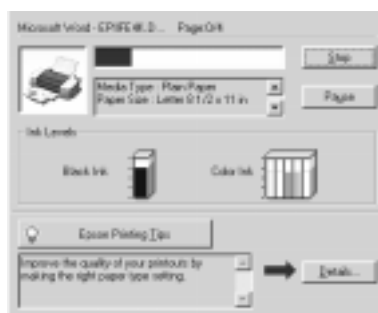 Microsoft Word - EPIFE4K.D... Page:0/4
Stop
Media Type : Plain Paper
Paper Size : Letter 8 1/2 x 11 in
Pause
Ink Levels
Black Ink
Color Ink
Epson Printing Tips
Improve the quality of your printouts by
making the right paper type setting.
Details...